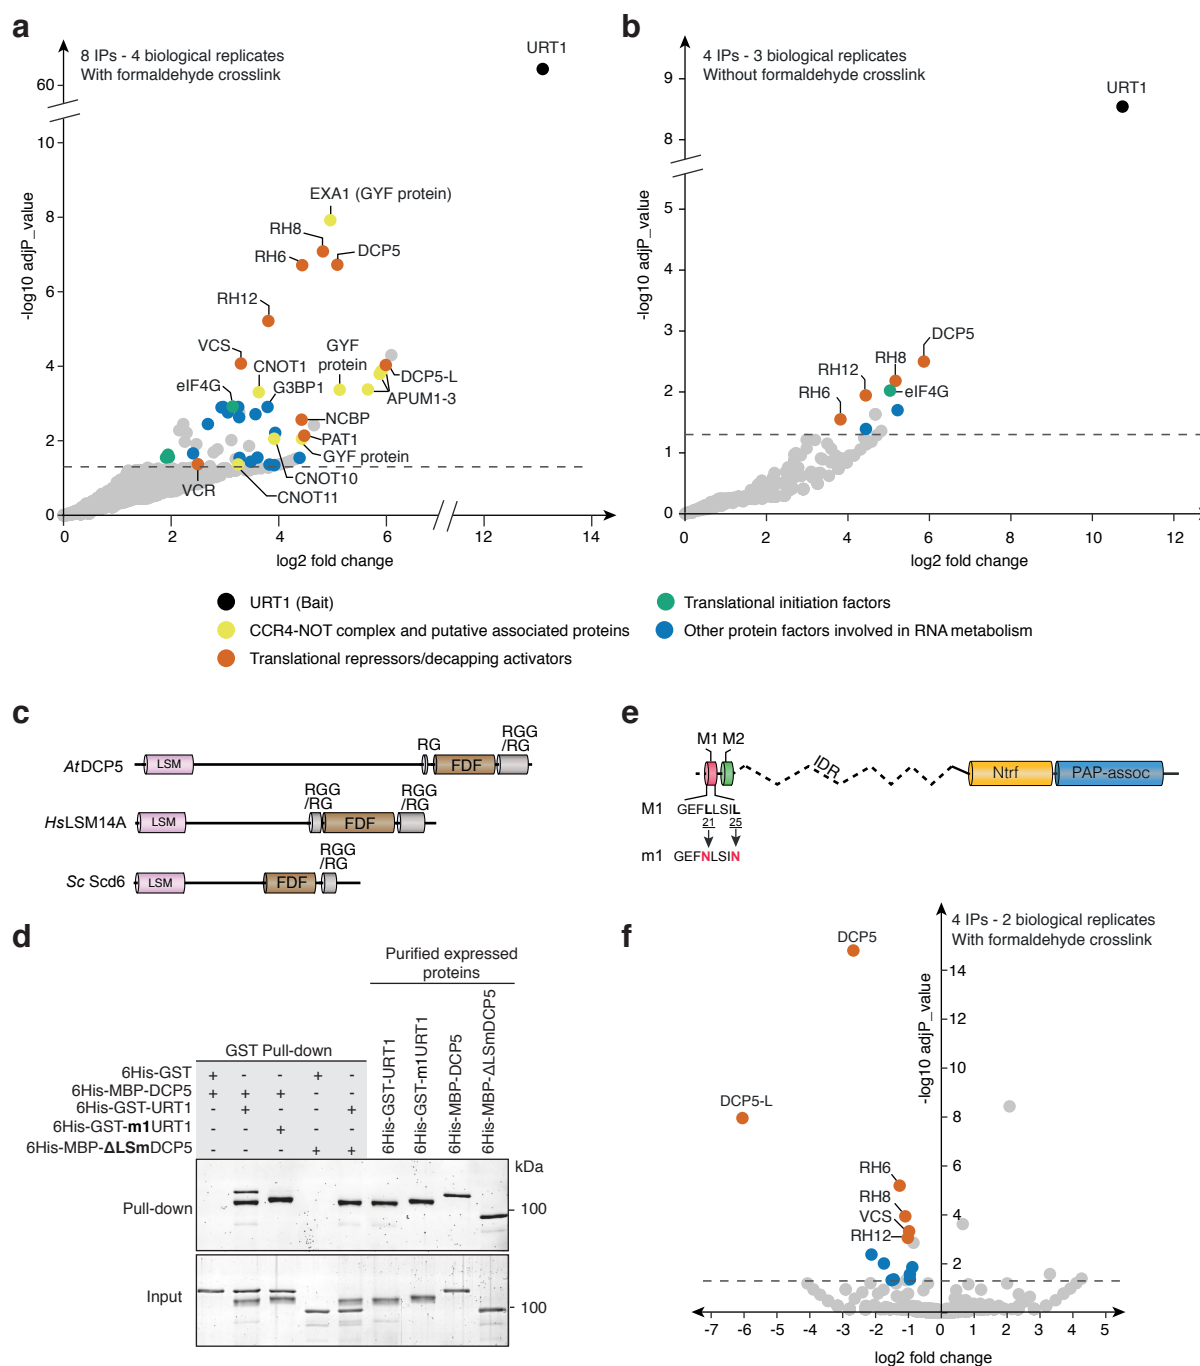 a
8 IPs - 4 biological replicates
With formaldehyde crosslink
URT1
60
10
8
6
4
2
0
-log10 adjP_value
EXA1 (GYF protein)
RH8
DCP5
RH6
RH12
VCS
CNOT1
GYF
protein
eIF4G
G3BP1
DCP5-L
APUM1-3
NCBP
PAT1
GYF protein
CNOT10
VCR
CNOT11
0
2
4
6
12
14
log2 fold change
b
4 IPs - 3 biological replicates
Without formaldehyde crosslink
URT1
9
8
5
4
3
2
1
0
-log10 adjP_value
DCP5
RH8
RH12
eIF4G
RH6
0
2
4
6
8
10
12
log2 fold change
URT1 (Bait)
CCR4-NOT complex and putative associated proteins
Translational repressors/decapping activators
Translational initiation factors
Other protein factors involved in RNA metabolism
c
RGG
/RG
RG
AtDCP5
LSM
FDF
RGG
/RG
RGG
/RG
HsLSM14A
LSM
FDF
RGG
/RG
Sc Scd6
LSM
FDF
d
Purified expressed
proteins
GST Pull-down
6His-GST-URT1
6His-GST-m1URT1
6His-MBP-DCP5
6His-MBP-ΔLSmDCP5
6His-GST + - - + -
6His-MBP-DCP5 + + + - -
6His-GST-URT1 - + - - +
6His-GST-m1URT1 - - + - -
6His-MBP-ΔLSmDCP5 - - - + +
kDa
Pull-down
100
Input
100
e
M1 M2
IDR
Ntrf
PAP-assoc
M1 GEFLLSIL
21 25
m1 GEFNLSIN
f
4 IPs - 2 biological replicates
With formaldehyde crosslink
DCP5
14
12
10
8
6
4
2
-log10 adjP_value
DCP5-L
RH6
RH8
VCS
RH12
-7
-6
-5
-4
-3
-2
-1
0
1
2
3
4
5
log2 fold change